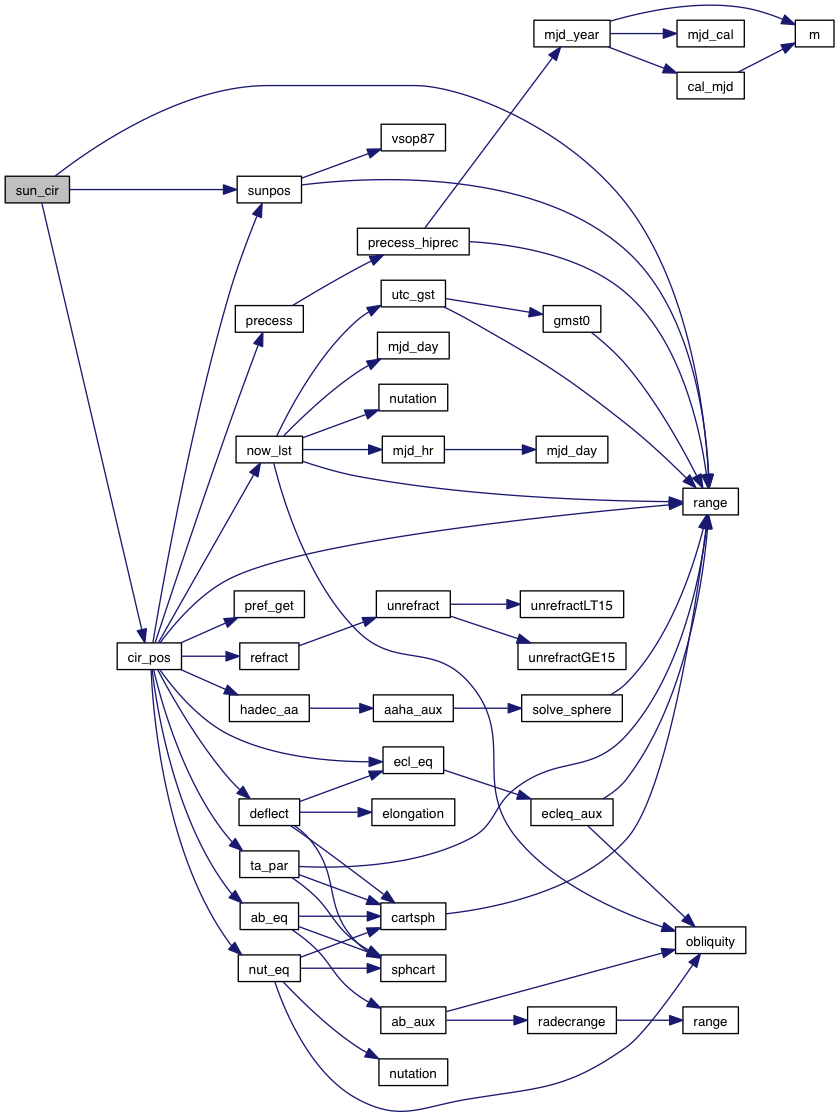 mjd_year
mjd_cal
m
cal_mjd
vsop87
sun_cir
sunpos
precess_hiprec
utc_gst
precess
gmst0
mjd_day
nutation
now_lst
mjd_hr
mjd_day
range
pref_get
unrefract
unrefractLT15
cir_pos
refract
unrefractGE15
hadec_aa
aaha_aux
solve_sphere
ecl_eq
deflect
elongation
ecleq_aux
ta_par
ab_eq
cartsph
obliquity
nut_eq
sphcart
ab_aux
radecrange
range
nutation